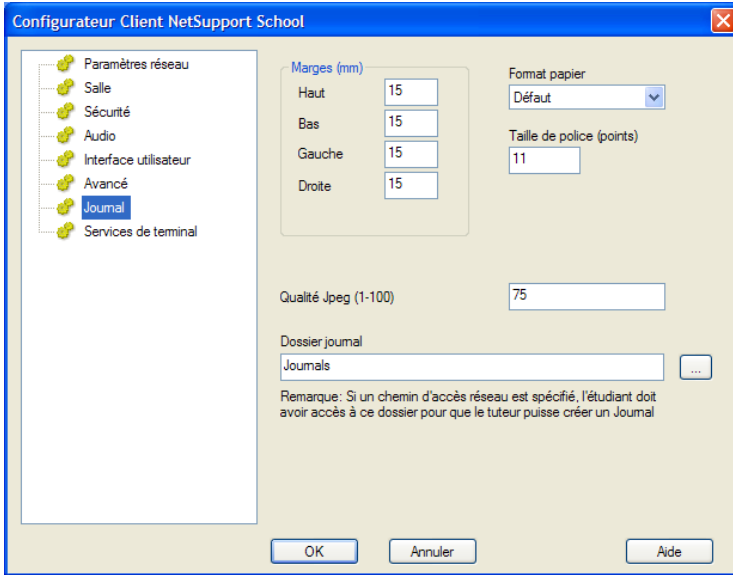 Configurateur Client NetSupport School
Paramètres réseau
Salle
Sécurité
Audio
Interface utilisateur
Avancé
Journal
Services de terminal
Marges (mm)
Haut 15
Bas 15
Gauche 15
Droite 15
Format papier
Défaut
Taille de police (points)
11
Qualité Jpeg (1-100) 75
Dossier journal
Journals ...
Remarque: Si un chemin d'accès réseau est spécifié, l'étudiant doit
avoir accès à ce dossier pour que le tuteur puisse créer un Journal
OK Annuler Aide